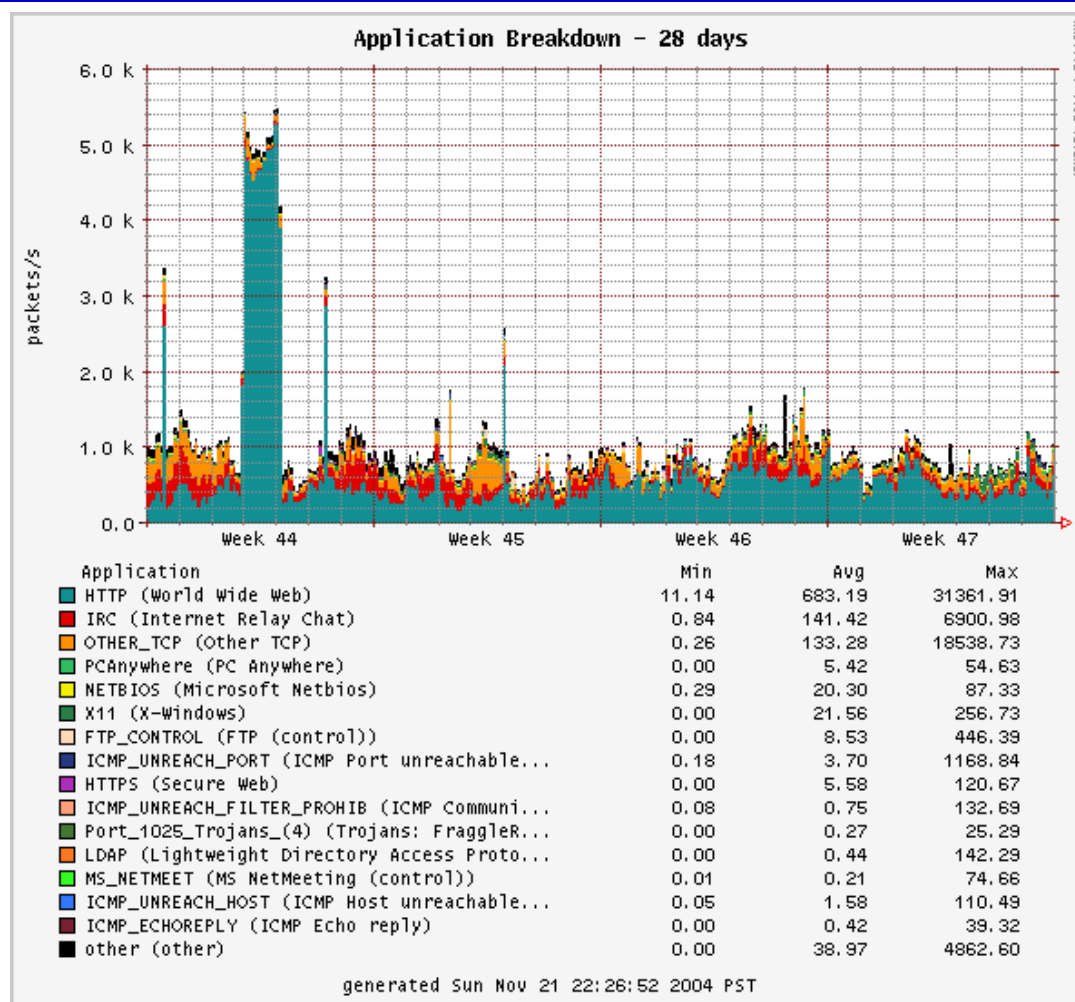 Application Breakdown - 28 days
packets/s
6.0 k
5.0 k
4.0 k
3.0 k
2.0 k
1.0 k
0.0
Week 44 Week 45 Week 46 Week 47
Application Min Avg Max
HTTP (World Wide Web) 11.14 683.19 31361.91
IRC (Internet Relay Chat) 0.84 141.42 6900.98
OTHER_TCP (Other TCP) 0.26 133.28 18538.73
PCAnywhere (PC Anywhere) 0.00 5.42 54.63
NETBIOS (Microsoft Netbios) 0.29 20.30 87.33
X11 (X-Windows) 0.00 21.56 256.73
FTP_CONTROL (FTP (control)) 0.00 8.53 446.39
ICMP_UNREACH_PORT (ICMP Port unreachable... 0.18 3.70 1168.84
HTTPS (Secure Web) 0.00 5.58 120.67
ICMP_UNREACH_FILTER_PROHIB (ICMP Communi... 0.08 0.75 132.69
Port_1025_Trojans_(4) (Trojans: FraggleR... 0.00 0.27 25.29
LDAP (Lightweight Directory Access Proto... 0.00 0.44 142.29
MS_NETMEET (MS NetMeeting (control)) 0.01 0.21 74.66
ICMP_UNREACH_HOST (ICMP Host unreachable... 0.05 1.58 110.49
ICMP_ECHOREPLY (ICMP Echo reply) 0.00 0.42 39.32
other (other) 0.00 38.97 4862.60
generated Sun Nov 21 22:26:52 2004 PST